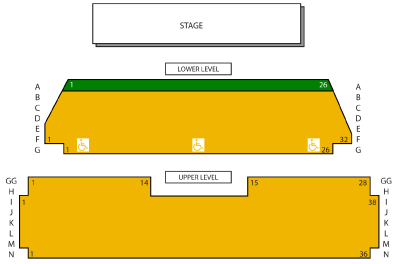 STAGE
LOWER LEVEL
1 26
A A
B B
C C
D D
E E
F 1 32 F
G 1 26 G
UPPER LEVEL
GG 1 14 15 28 GG
H H
I 1 38 I
J J
K K
L L
M M
N 1 36 N